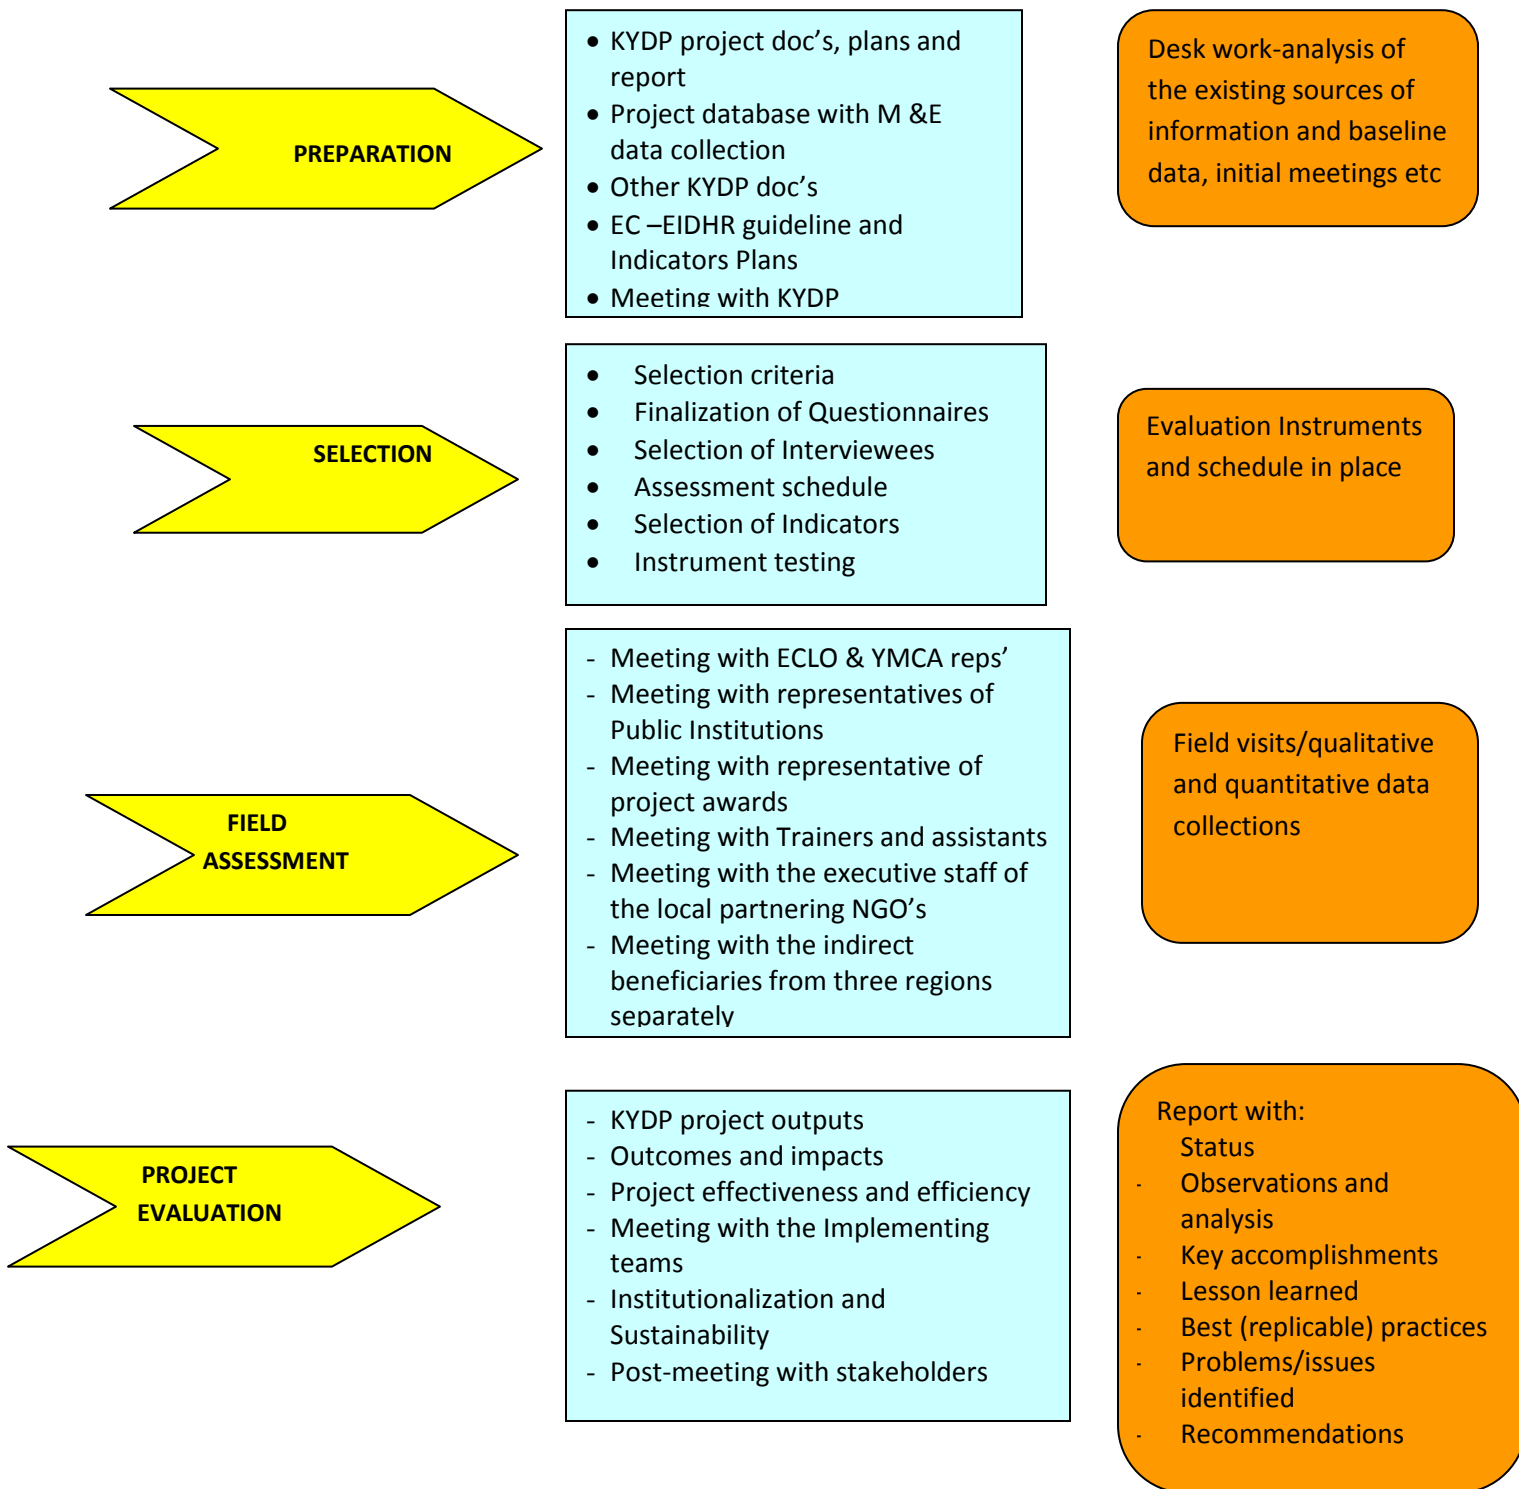 PREPARATION
• KYDP project doc’s, plans and
report
• Project database with M &E
data collection
• Other KYDP doc’s
• EC –EIDHR guideline and
Indicators Plans
• Meeting with KYDP
Desk work-analysis of
the existing sources of
information and baseline
data, initial meetings etc
SELECTION
• Selection criteria
• Finalization of Questionnaires
• Selection of Interviewees
• Assessment schedule
• Selection of Indicators
• Instrument testing
Evaluation Instruments
and schedule in place
FIELD
ASSESSMENT
- Meeting with ECLO & YMCA reps’
- Meeting with representatives of
Public Institutions
- Meeting with representative of
project awards
- Meeting with Trainers and assistants
- Meeting with the executive staff of
the local partnering NGO’s
- Meeting with the indirect
beneficiaries from three regions
separately
Field visits/qualitative
and quantitative data
collections
PROJECT
EVALUATION
- KYDP project outputs
- Outcomes and impacts
- Project effectiveness and efficiency
- Meeting with the Implementing
teams
- Institutionalization and
Sustainability
- Post-meeting with stakeholders
Report with:
Status
- Observations and
analysis
- Key accomplishments
- Lesson learned
- Best (replicable) practices
- Problems/issues
identified
- Recommendations